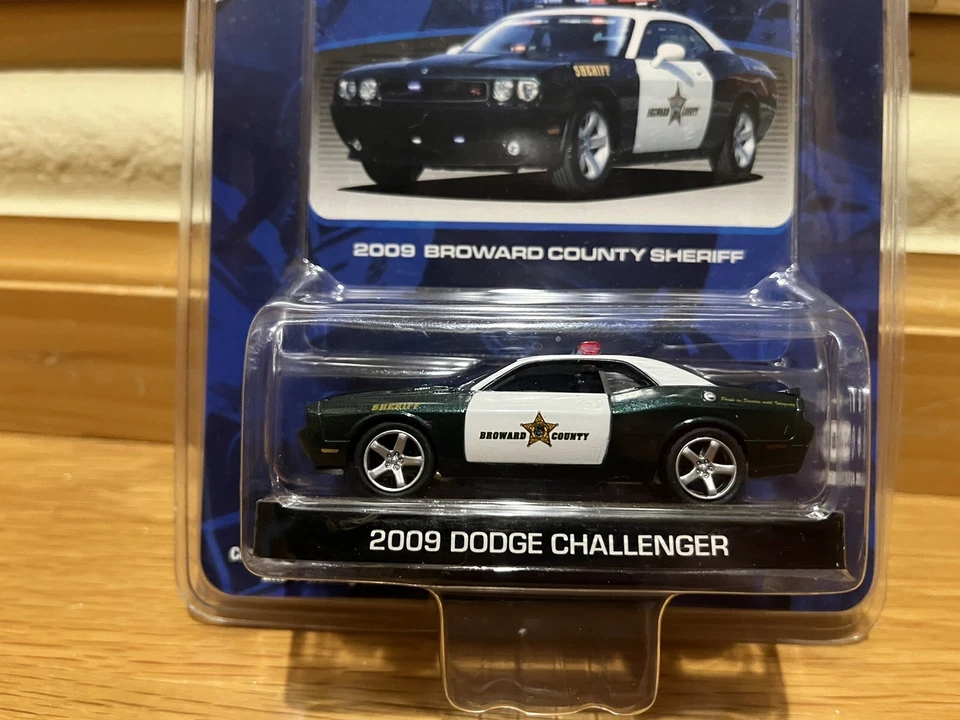 SHERIFF
BROWARD COUNTY
2009 BROWARD COUNTY SHERIFF
SHERIFF
BROWARD COUNTY
2009 DODGE CHALLENGER